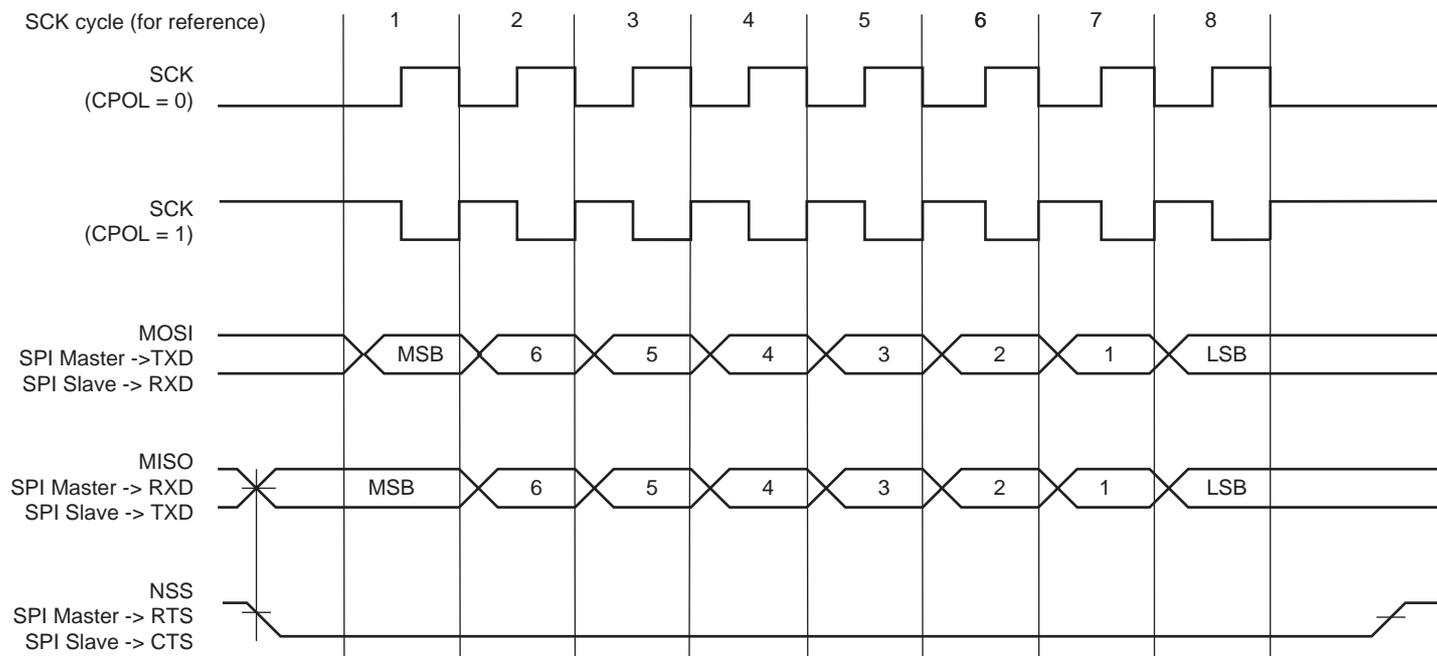 SCK cycle (for reference) 1 2 3 4 5 6 7 8
SCK
(CPOL = 0)
SCK
(CPOL = 1)
MOSI
SPI Master ->TXD
SPI Slave -> RXD
MSB 6 5 4 3 2 1 LSB
MISO
SPI Master -> RXD
SPI Slave -> TXD
MSB 6 5 4 3 2 1 LSB
NSS
SPI Master -> RTS
SPI Slave -> CTS